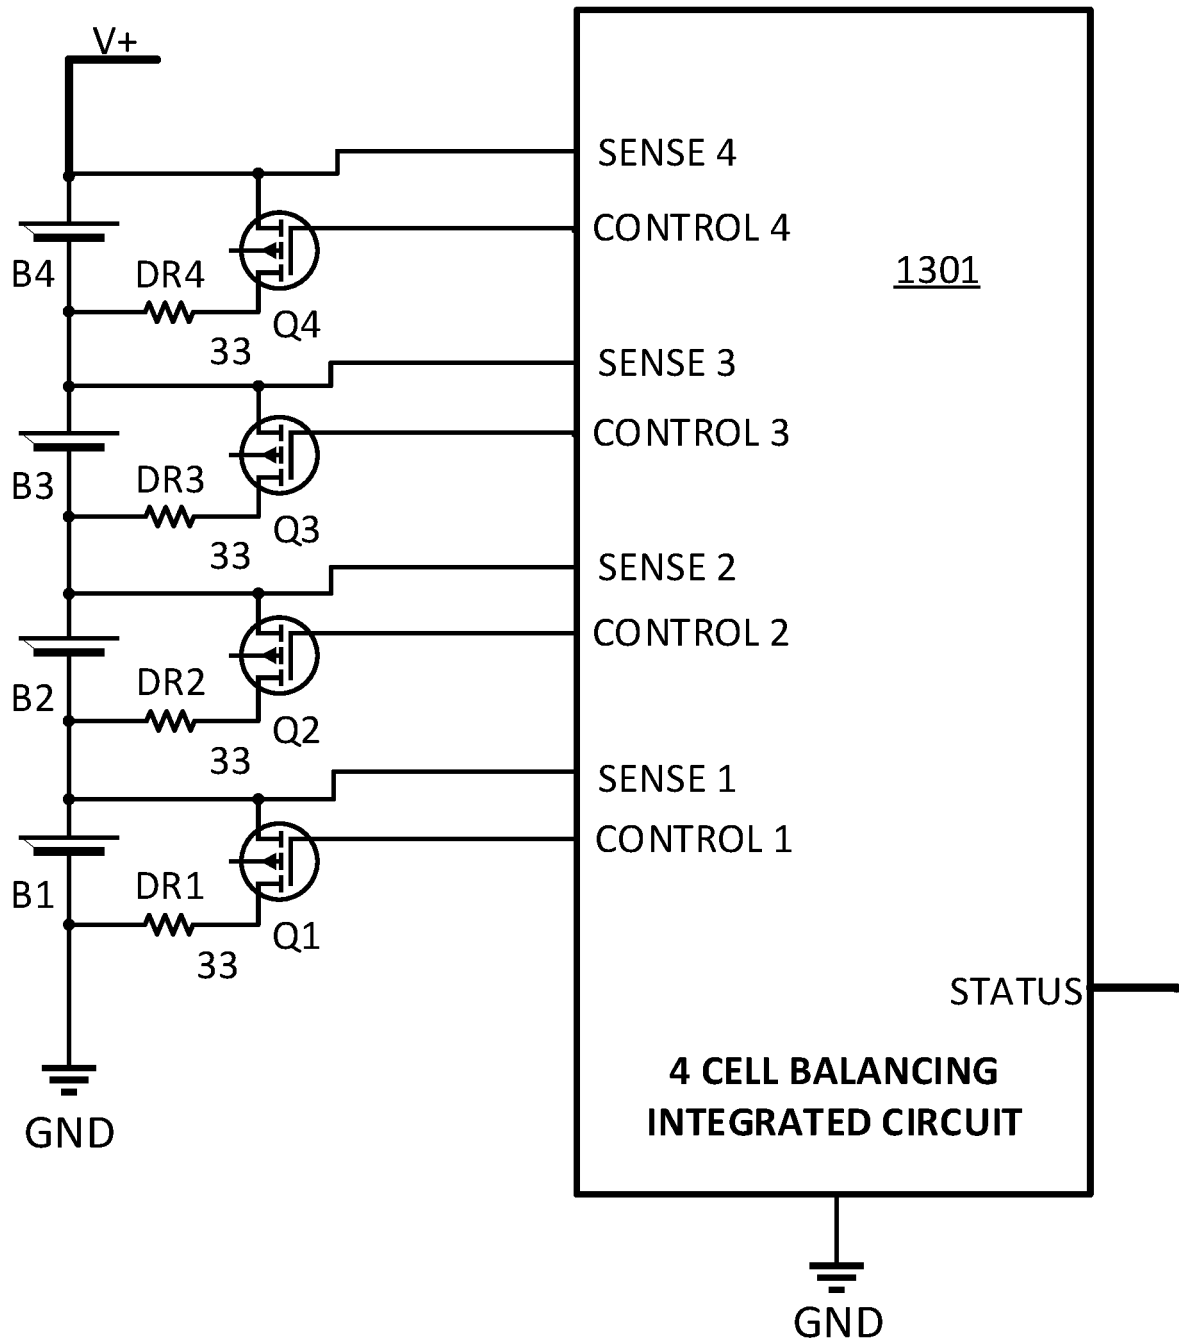 V+
SENSE 4
CONTROL 4
1301
B4
DR4
Q4
33
SENSE 3
CONTROL 3
B3
DR3
Q3
33
SENSE 2
CONTROL 2
B2
DR2
Q2
33
SENSE 1
CONTROL 1
B1
DR1
Q1
33
STATUS
4 CELL BALANCING
INTEGRATED CIRCUIT
GND
GND